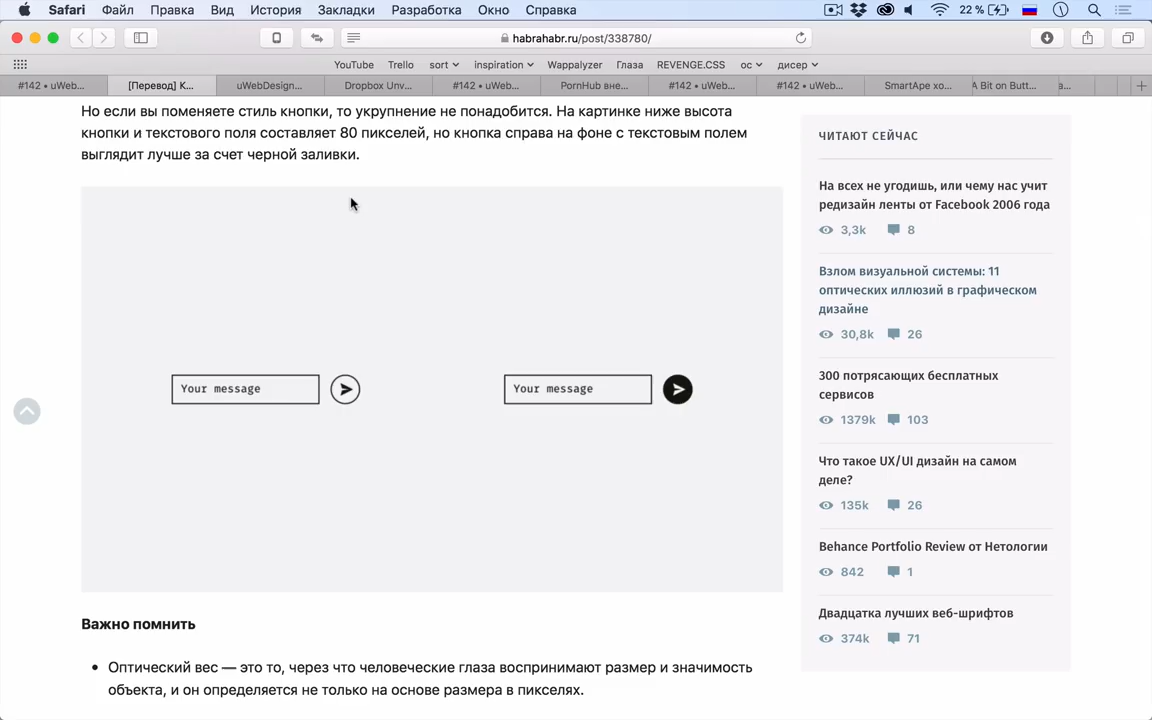 Safari Файл Правка Вид История Закладки Разработка Окно Справка 22 %
habrahabr.ru/post/338780/
YouTube Trello sort inspiration Wappalyzer Глаза REVENGE.CSS ос дисер
#142 • uWeb... [Перевод] К... uWebDesign... Dropbox Unv... #142 • uWeb... PornHub вне... #142 • uWeb... #142 • uWeb... SmartApe хо... A Bit on Butt...
Но если вы поменяете стиль кнопки, то укрупнение не понадобится. На картинке ниже высота
кнопки и текстового поля составляет 80 пикселей, но кнопка справа на фоне с текстовым полем
выглядит лучше за счет черной заливки.
Your message
Your message
Важно помнить
• Оптический вес — это то, через что человеческие глаза воспринимают размер и значимость
объекта, и он определяется не только на основе размера в пикселях.
ЧИТАЮТ СЕЙЧАС
На всех не угодишь, или чему нас учит
редизайн ленты от Facebook 2006 года
3,3k 8
Взлом визуальной системы: 11
оптических иллюзий в графическом
дизайне
30,8k 26
300 потрясающих бесплатных
сервисов
1379k 103
Что такое UX/UI дизайн на самом
деле?
135k 26
Behance Portfolio Review от Нетологии
842 1
Двадцатка лучших веб-шрифтов
374k 71